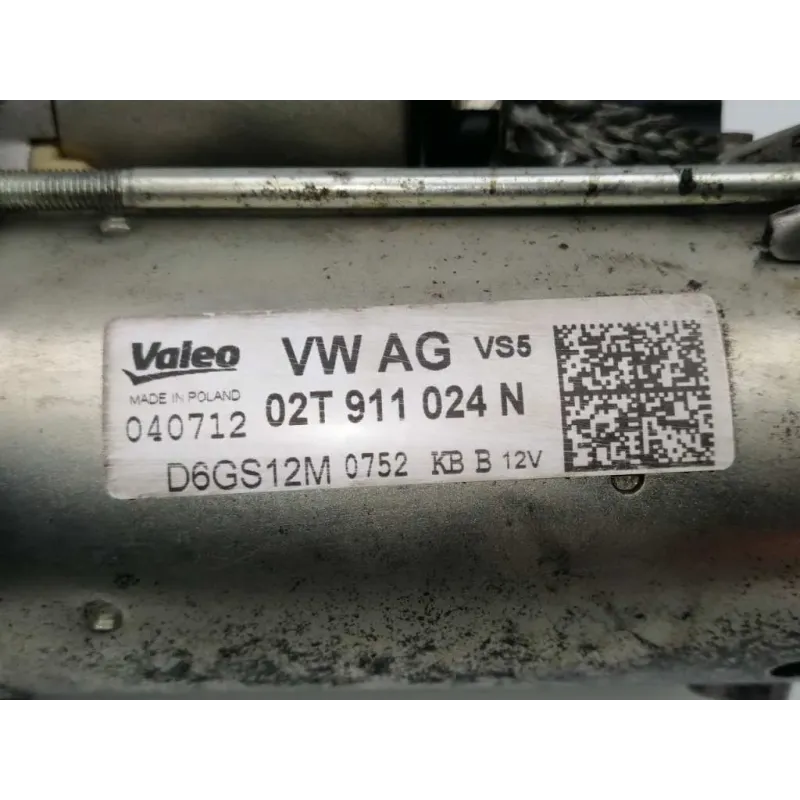 Valeo VW AG VS5
MADE IN POLAND
040712 02T 911 024 N
D6GS12M 0752 KB B 12V